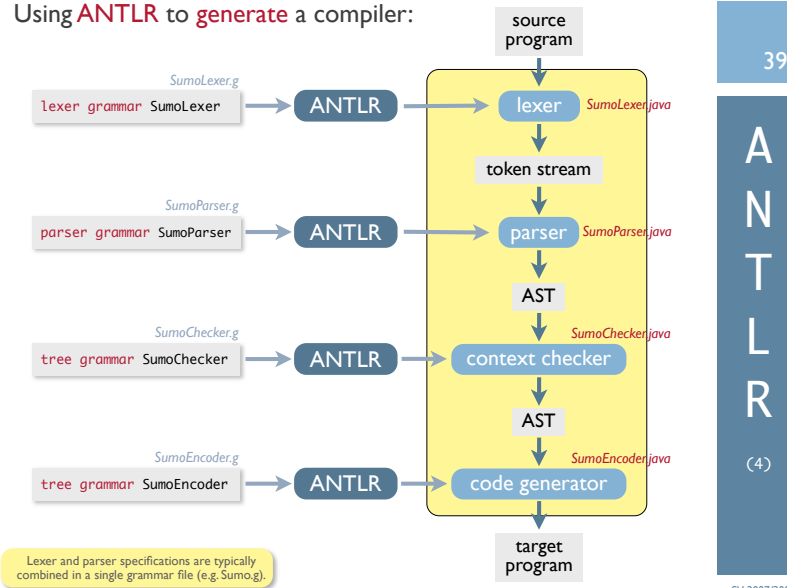 Using ANTLR to generate a compiler:
source
program
39
SumoLexer.g
lexer grammar SumoLexer
ANTLR
lexer
SumoLexer.java
token stream
SumoParser.g
parser grammar SumoParser
ANTLR
parser
SumoParser.java
AST
SumoChecker.g
tree grammar SumoChecker
ANTLR
context checker
SumoChecker.java
AST
SumoEncoder.g
tree grammar SumoEncoder
ANTLR
code generator
SumoEncoder.java
target
program
Lexer and parser specifications are typically
combined in a single grammar file (e.g. Sumo.g).
A
N
T
L
R
(4)